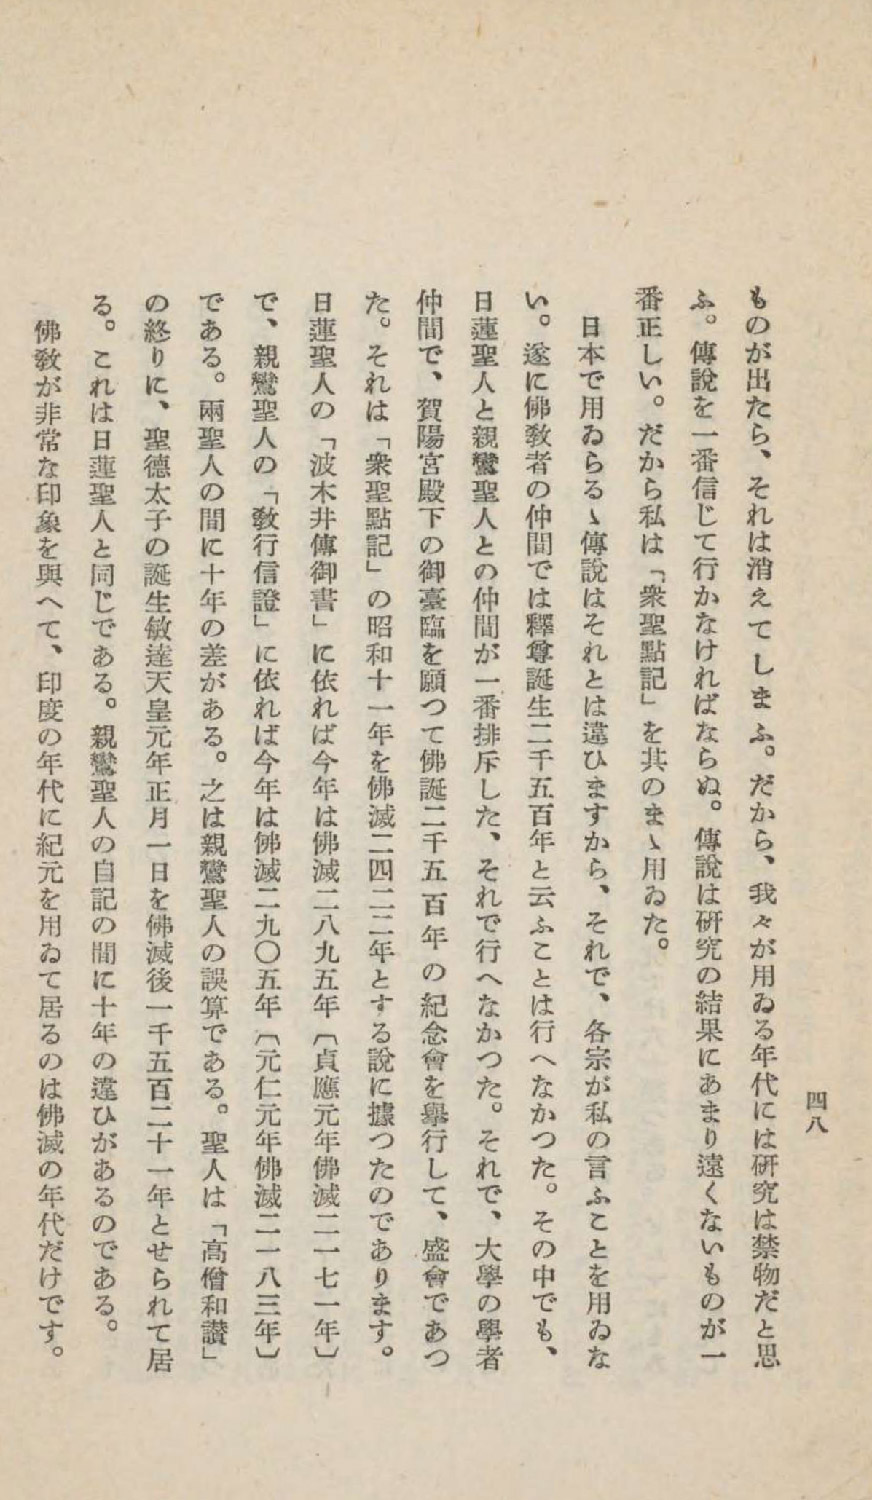 四八
ものが出たら、それは消えてしまふ。だから、我々が用ゐる年代には研究は禁物だと思
ふ。傳說を一番信じて行かなければならぬ。傳說は研究の結果にあまり遠くないものが一
番正しい。だから私は「衆聖點記」を其のまゝ用ゐた。
日本で用ゐらるゝ傳說はそれとは違ひますから、それで、各宗が私の言ふことを用ゐな
い。遂に佛敎者の仲間では釋尊誕生二千五百年と云ふことは行へなかつた。その中でも、
日蓮聖人と親鸞聖人との仲間が一番排斥した、それで行へなかつた。それで、大學の學者
仲間で、賀陽宮殿下の御臺臨を願つて佛誕二千五百年の紀念會を擧行して、盛會であつ
た。それは「衆聖點記」の昭和十一年を佛滅二四二二年とする說に據つたのであります。
日蓮聖人の「波木井傳御書」に依れば今年は佛滅二八九五年〔貞應元年佛滅二一七一年〕
で、親鸞聖人の「敎行信證」に依れば今年は佛滅二九〇五年〔元仁元年佛滅二一八三年〕
である。兩聖人の間に十年の差がある。之は親鸞聖人の誤算である。聖人は「高僧和讃」
の終りに、聖德太子の誕生敏達天皇元年正月一日を佛滅後一千五百二十一年とせられて居
る。これは日蓮聖人と同じである。親鸞聖人の自記の間に十年の違ひがあるのである。
佛敎が非常な印象を與へて、印度の年代に紀元を用ゐて居るのは佛滅の年代だけです。